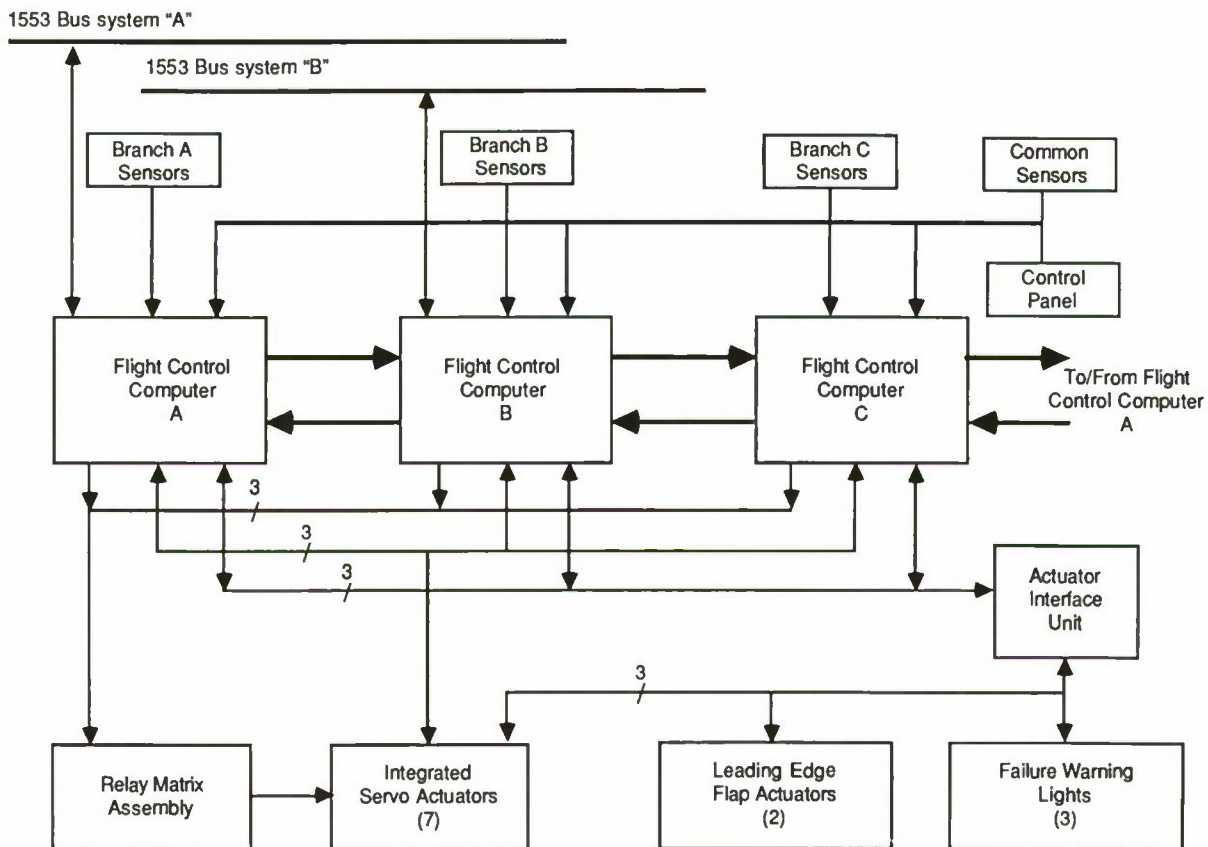 1553 Bus system “A”
1553 Bus system “B”
Branch A
Sensors
Branch B
Sensors
Branch C
Sensors
Common
Sensors
Control
Panel
Flight Control
Computer
A
Flight Control
Computer
B
Flight Control
Computer
C
To/From Flight
Control Computer
A
3
3
3
Actuator
Interface
Unit
3
Relay Matrix
Assembly
Integrated
Servo Actuators
(7)
Leading Edge
Flap Actuators
(2)
Failure Warning
Lights
(3)